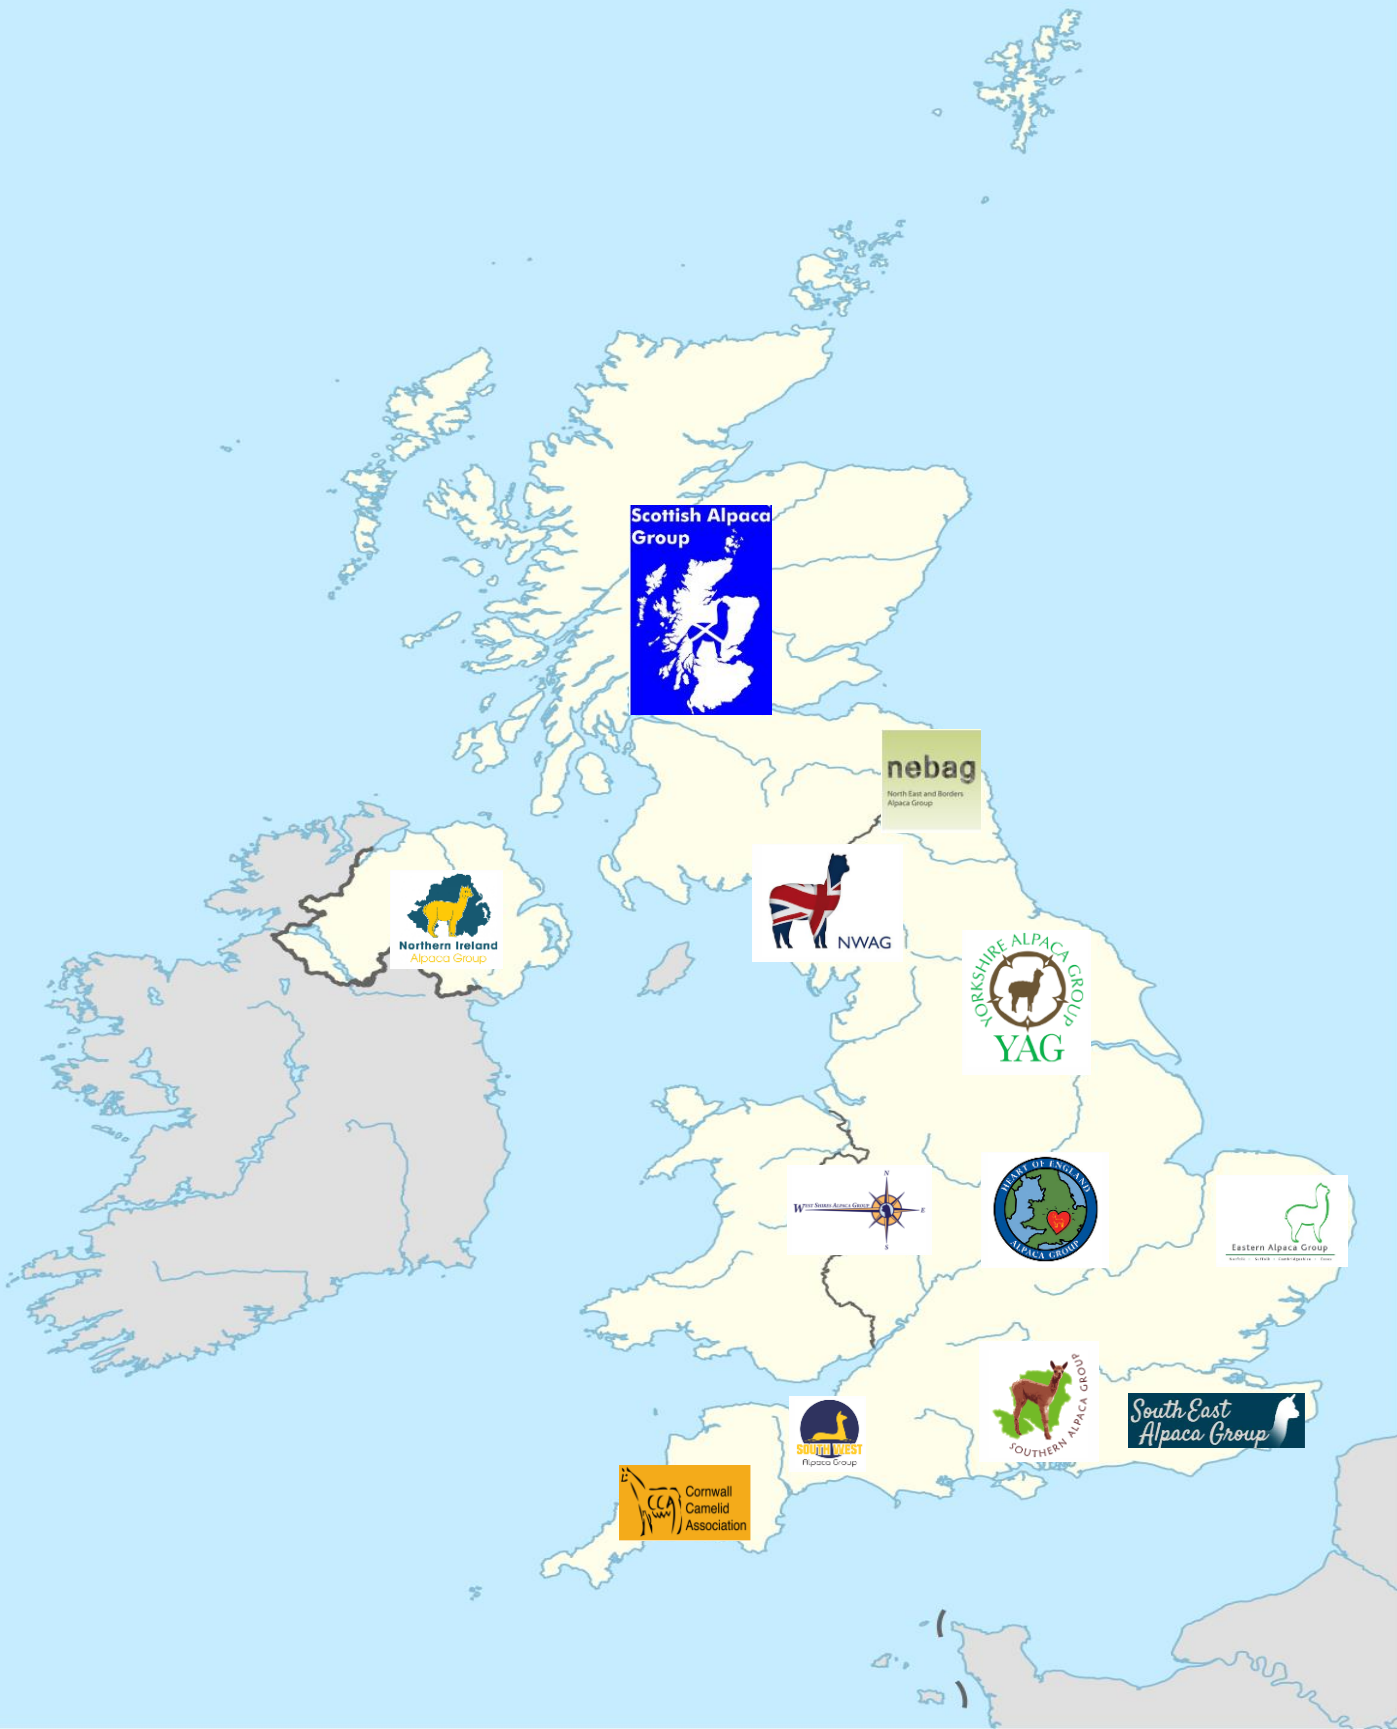 Scottish Alpaca
Group
nebag
North East and Borders
Alpaca Group
NWAG
Northern Ireland
Alpaca Group
YORKSHIRE ALPACA GROUP
YAG
N
WEST SHIRES ALPACA GROUP
E
S
HEART OF ENGLAND
ALPACA GROUP
Eastern Alpaca Group
SOUTHERN ALPACA GROUP
South East
Alpaca Group
SOUTH WEST
Alpaca Group
CCA
Cornwall
Camelid
Association